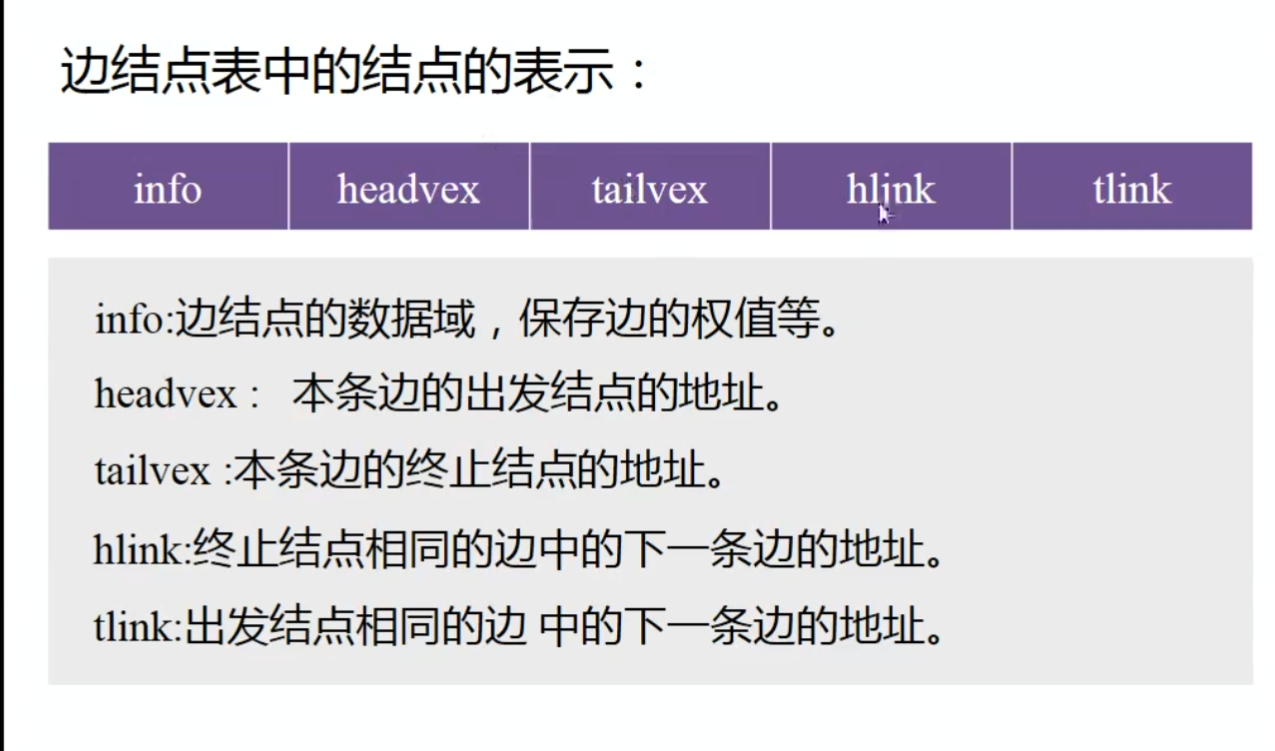 边结点表中的结点的表示：
info headvex tailvex hlink tlink
info:边结点的数据域，保存边的权值等。
headvex： 本条边的出发结点的地址。
tailvex :本条边的终止结点的地址。
hlink:终止结点相同的边中的下一条边的地址。
tlink:出发结点相同的边 中的下一条边的地址。